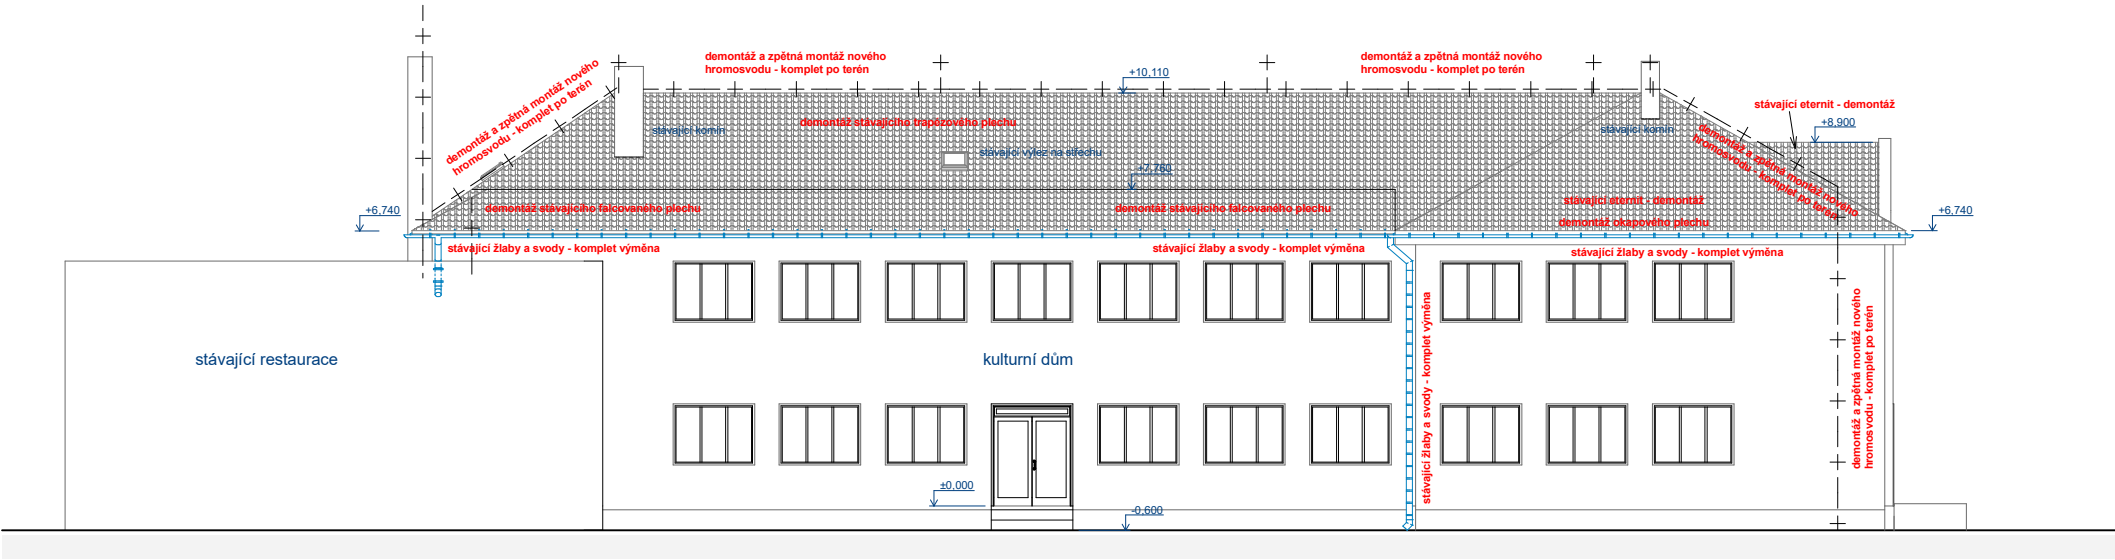 demontáž a zpětná montáž nového
hromosvodu - komplet po terén
demontáž a zpětná montáž nového
hromosvodu - komplet po terén
demontáž a zpětná montáž nového
hromosvodu - komplet po terén
+10,110
stávající eternit - demontáž
+8,900
stávající komín
demontáž stávajícího trapézového plechu
stávající komín
stávající výlez na střechu
demontáž a zpětná montáž nového
hromosvodu - komplet po terén
+7,760
+6,740
demontáž stávajícího falcovaného plechu
demontáž stávajícího falcovaného plechu
stávající eternit - demontáž
demontáž okapového plechu
+6,740
stávající žlaby a svody - komplet výměna
stávající žlaby a svody - komplet výměna
stávající žlaby a svody - komplet výměna
stávající restaurace
kulturní dům
stávající žlaby a svody - komplet výměna
demontáž a zpětná montáž nového
hromosvodu - komplet po terén
±0,000
-0,600